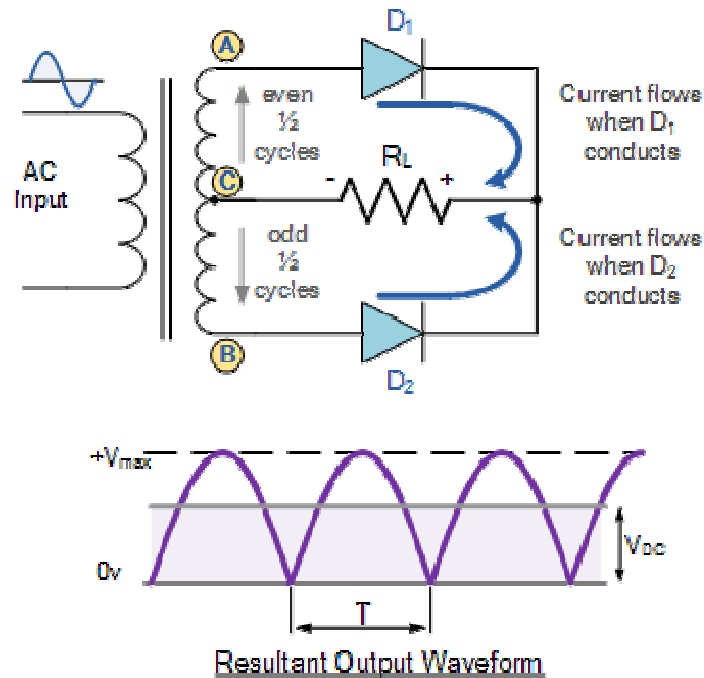 A
D₁
even
½
cycles
Current flows
when D₁
conducts
AC
Input
C
-
RL
+
odd
½
cycles
Current flows
when D₂
conducts
B
D₂
+Vmax
VDC
0v
T
Resultant Output Waveform